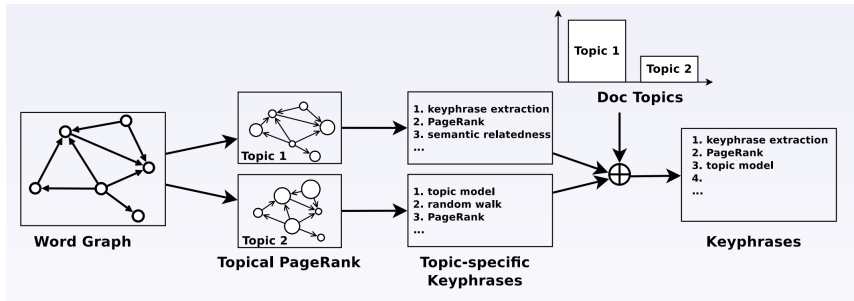 Topic 1
Topic 2
Doc Topics
Topic 1
Topic 2
1. keyphrase extraction
2. PageRank
3. semantic relatedness
...
1. topic model
2. random walk
3. PageRank
...
1. keyphrase extraction
2. PageRank
3. topic model
4.
...
Word Graph
Topical PageRank
Topic-specific
Keyphrases
Keyphrases